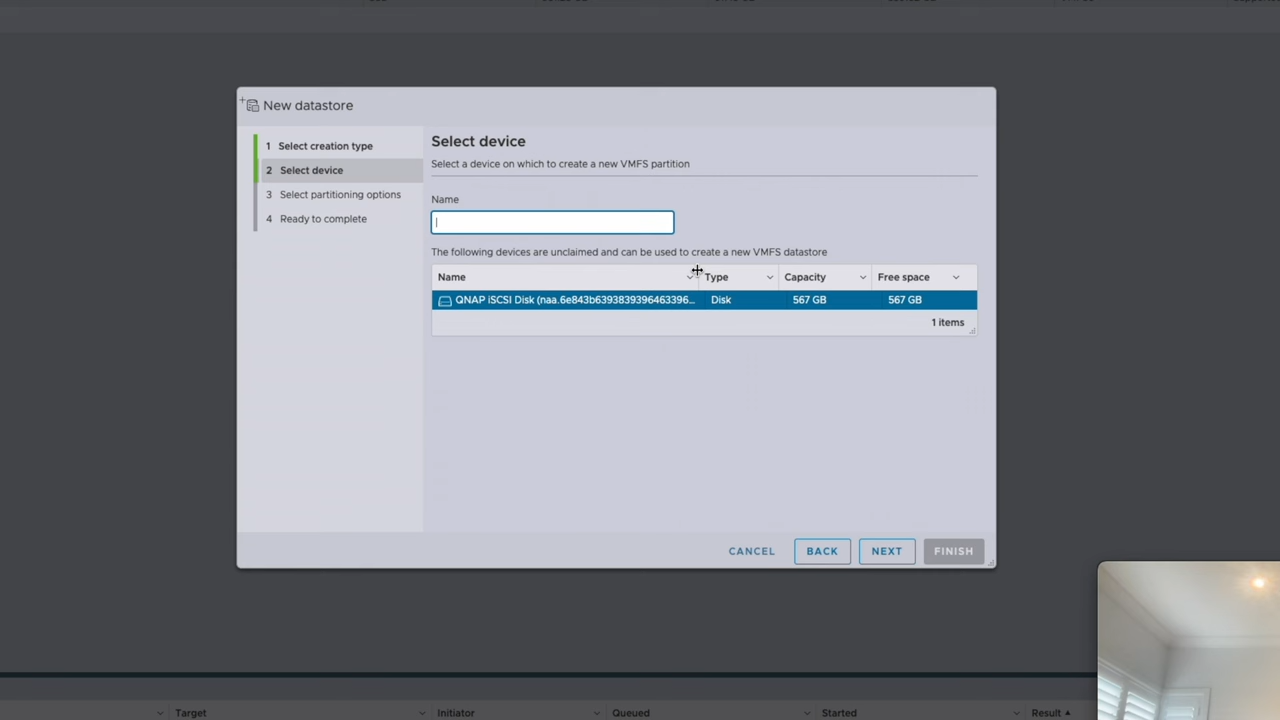 New datastore
1 Select creation type
2 Select device
3 Select partitioning options
4 Ready to complete
Select device
Select a device on which to create a new VMFS partition
Name
The following devices are unclaimed and can be used to create a new VMFS datastore
Name Type Capacity Free space
QNAP iSCSI Disk (naa.6e843b6393839396463396... Disk 567 GB 567 GB
1 items
CANCEL BACK NEXT FINISH
Target Initiator Queued Started Result